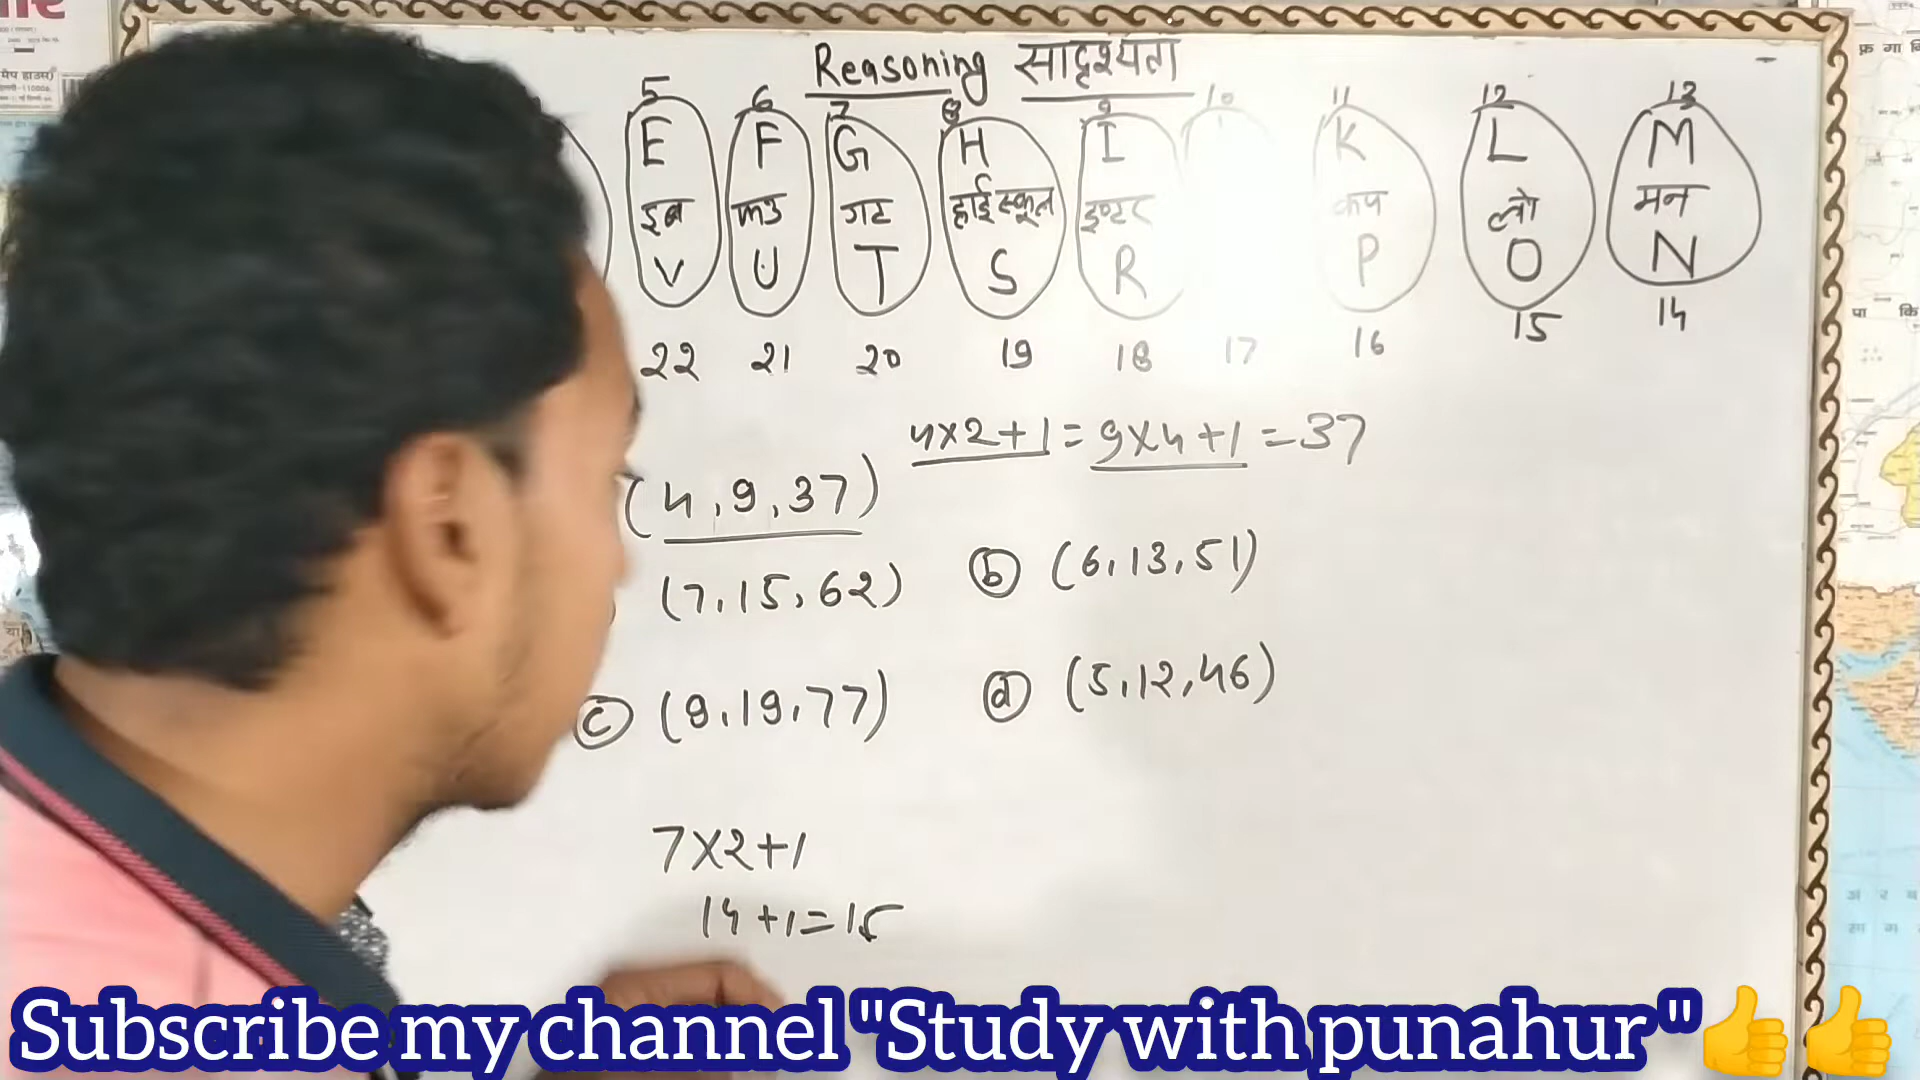 Reasoning सादृश्यता
5 6 7 8 9 10 11 12 13
E F G H I K L M
इव फउ गट हाईस्कूल इण्टर कप लो मन
V U T S R P O N
22 21 20 19 18 17 16 15 14
4×2+1 = 9×4+1 = 37
(4, 9, 37)
(7, 15, 62) ⓑ (6, 13, 51)
ⓒ (9, 19, 77) ⓓ (5, 12, 46)
7×2+1
14+1=15
Subscribe my channel "Study with punahur "👍👍